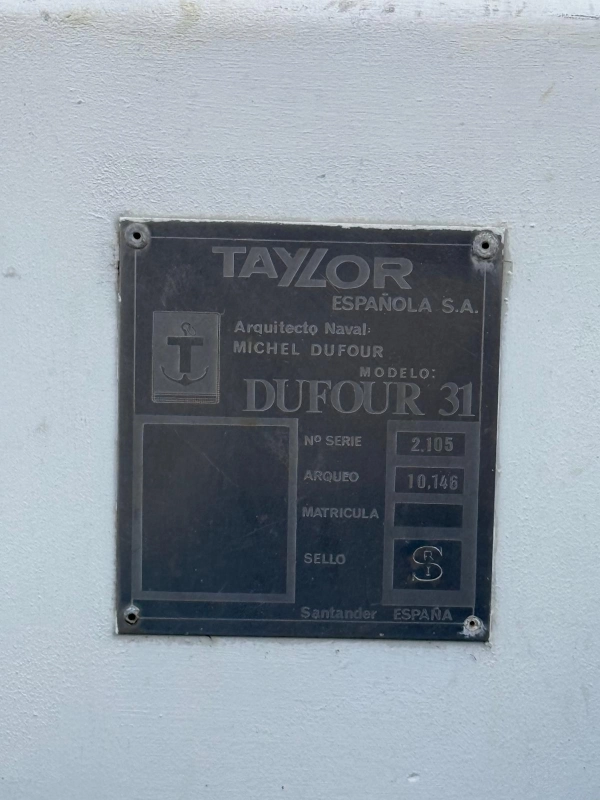 TAYLOR
ESPAÑOLA S.A.
T
Arquitecto Naval:
MICHEL DUFOUR
MODELO:
DUFOUR 31
Nº SERIE 2.105
ARQUEO 10,146
MATRICULA
SELLO S R I
Santander ESPAÑA